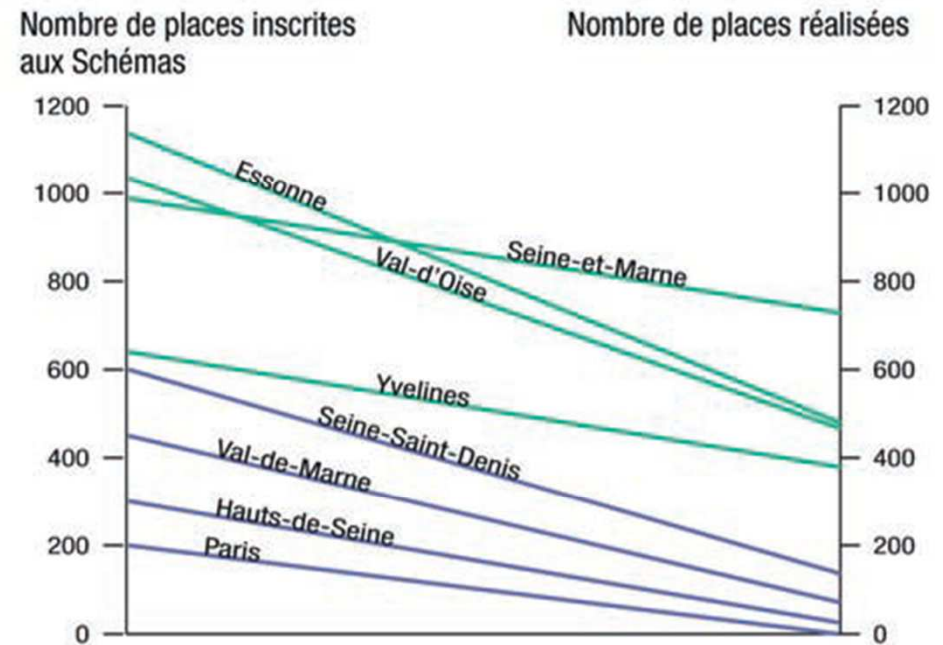 Nombre de places inscrites
aux Schémas
Nombre de places réalisées
1200
1000
800
600
400
200
0
1200
1000
800
600
400
200
0
Essonne
Seine-et-Marne
Val-d'Oise
Yvelines
Seine-Saint-Denis
Val-de-Marne
Hauts-de-Seine
Paris